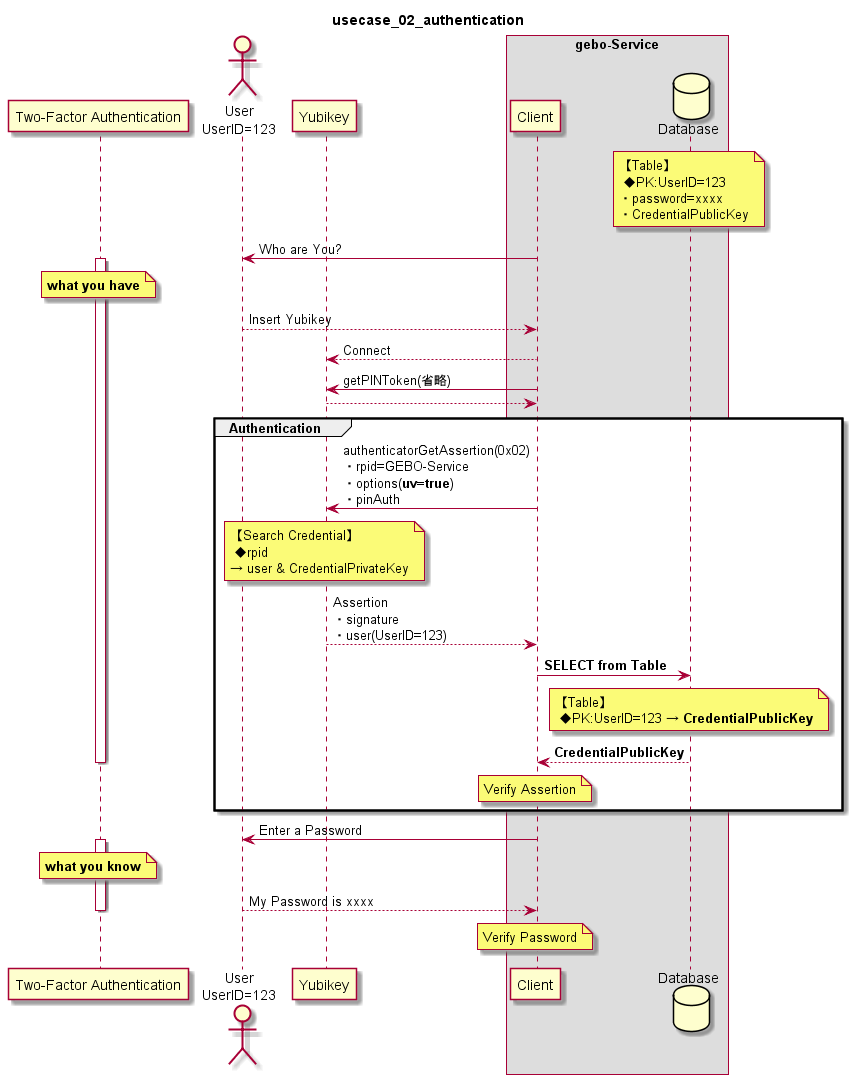 usecase_02_authentication
gebo-Service
Two-Factor Authentication
User
UserID=123
Yubikey
Client
Database
【Table】
◆PK:UserID=123
・password=xxxx
・CredentialPublicKey
Who are You?
what you have
Insert Yubikey
Connect
getPINToken(省略)
Authentication
authenticatorGetAssertion(0x02)
・rpid=GEBO-Service
・options(uv=true)
・pinAuth
【Search Credential】
◆rpid
→ user & CredentialPrivateKey
Assertion
・signature
・user(UserID=123)
SELECT from Table
【Table】
◆PK:UserID=123 → CredentialPublicKey
CredentialPublicKey
Verify Assertion
Enter a Password
what you know
My Password is xxxx
Verify Password
Two-Factor Authentication
User
UserID=123
Yubikey
Client
Database